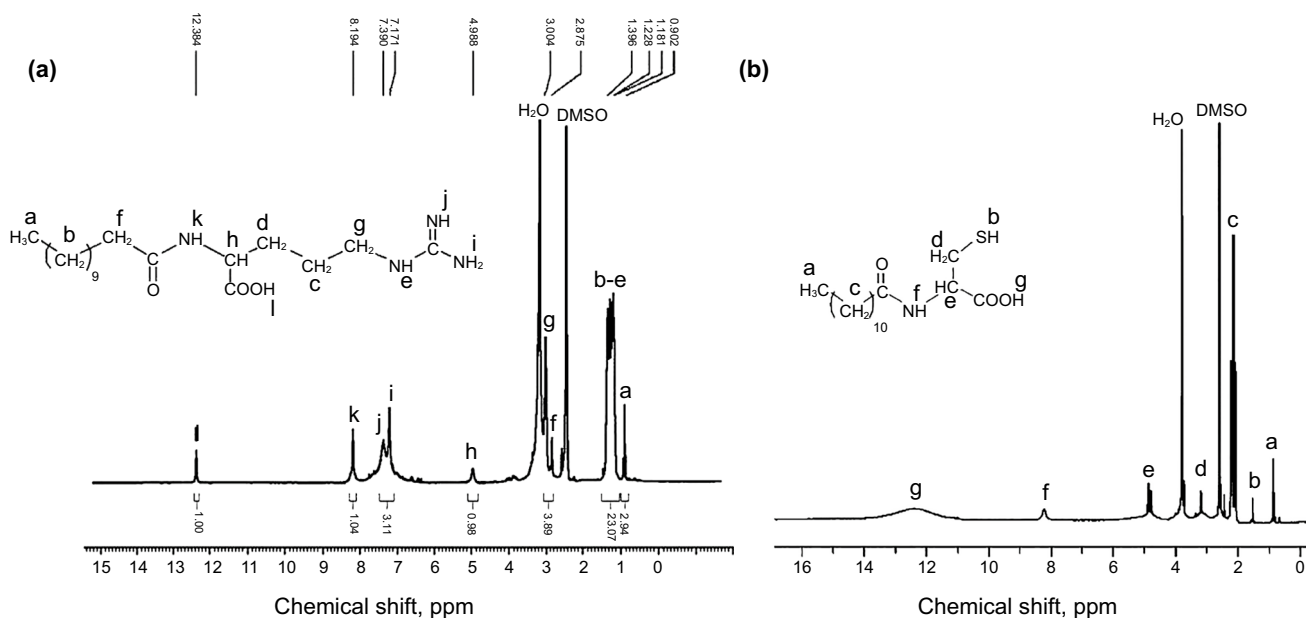 12.384
8.194
7.390
7.171
4.988
3.004
2.875
1.396
1.228
1.181
0.902
(a)
H₂O
DMSO
j
a
b
f
k
d
g
NH
i
H₃C
(CH₂)₉
CH₂
C
O
NH
h
CH
CH₂
CH₂
CH₂
NH
C
NH₂
COOH
l
c
e
b-e
g
a
i
k
j
f
h
1.00
1.04
3.11
0.98
3.89
23.07
2.94
15 14 13 12 11 10 9 8 7 6 5 4 3 2 1 0
Chemical shift, ppm
(b)
H₂O
DMSO
b
SH
d
H₂C
c
a
O
g
H₃C
c
C
f
CH
COOH
(CH₂)₁₀
NH
e
a
e
d
b
g
f
16 14 12 10 8 6 4 2 0
Chemical shift, ppm